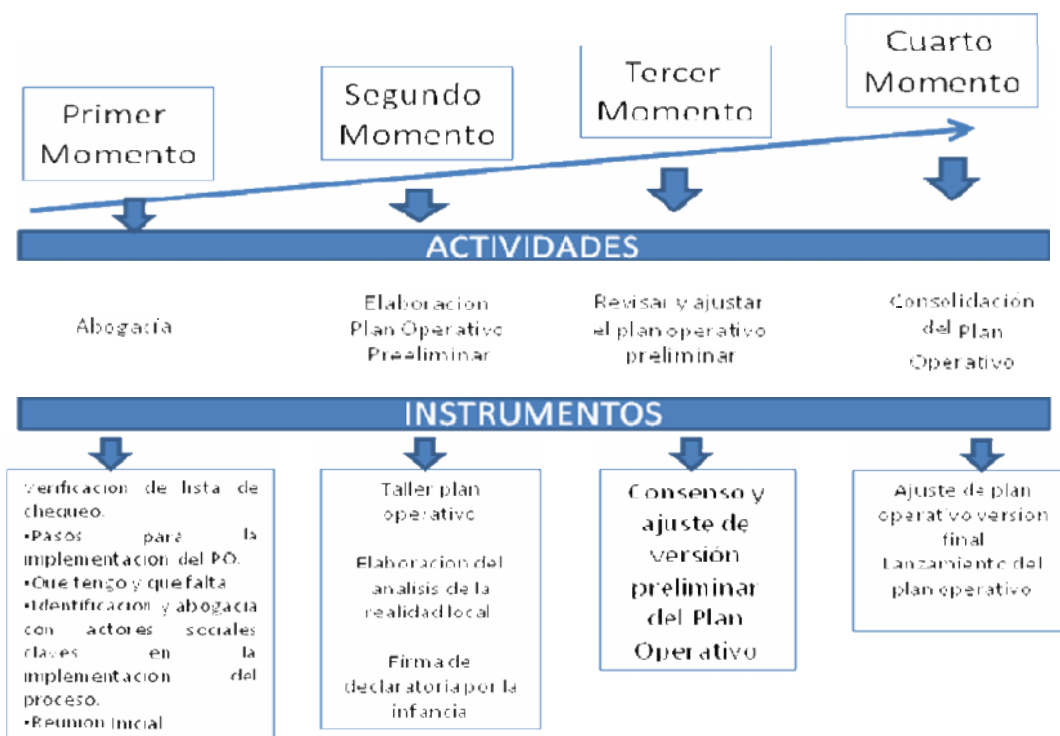 Primer
Momento
Segundo
Momento
Tercer
Momento
Cuarto
Momento
ACTIVIDADES
Abogacía
Elaboracion
Plan Operativo
Preeliminar
Revisar y ajustar
el plan operativo
preliminar
Consolidación
del Plan
Operativo
INSTRUMENTOS
Verificacion de lista de
chequeo.
•Pasos para la
implementacion del PO.
•Que tengo y que falta
•Identificacion y abogacía
con actores sociales
claves en la
implementacion del
proceso.
•Reunion Inicial
Taller plan
operativo
Elaboracion del
analisis de la
realidad local
Firma de
declaratoria por la
infancia
Consenso y
ajuste de
versión
preliminar
del Plan
Operativo
Ajuste de plan
operativo version
final
Lanzamiento del
plan operativo